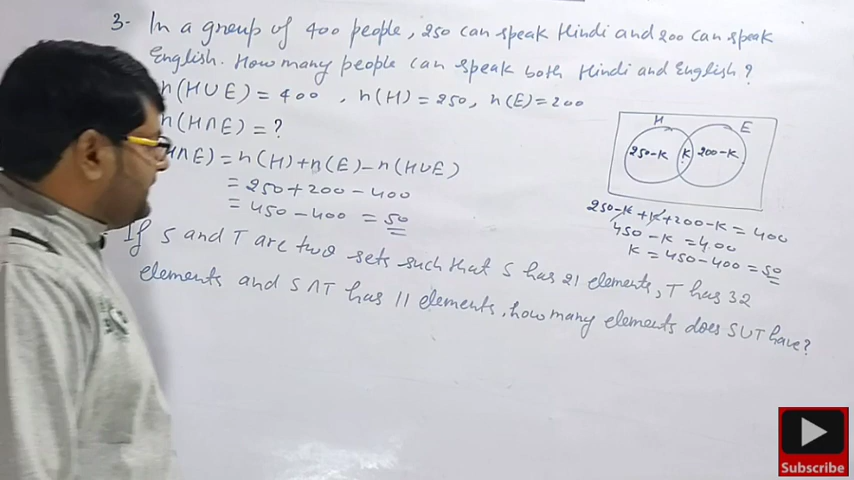 3- In a group of 400 people, 250 can speak Hindi and 200 can speak
English. How many people can speak both Hindi and English?
n(HUE) = 400 , n(H) = 250, n(E) = 200
n(H∩E) = ?
H∩E) = n(H) + n(E) - n(HUE)
= 250 + 200 - 400
= 450 - 400 = 50
H
E
250-K
K
200-K
250-K + K + 200-K = 400
450 - K = 400
K = 450 - 400 = 50
If S and T are two sets such that S has 21 elements, T has 32
elements and S∩T has 11 elements, how many elements does SUT have?
Subscribe